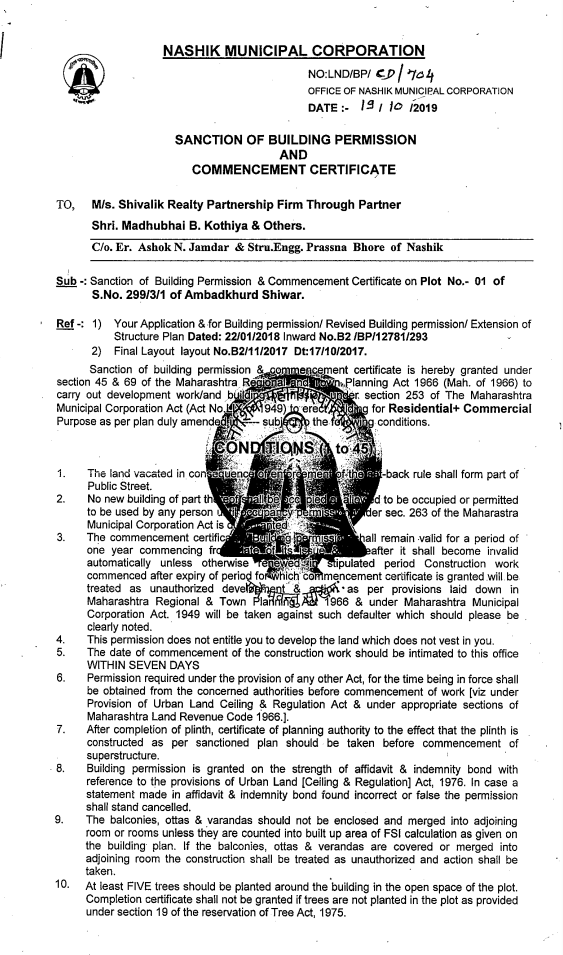 NASHIK MUNICIPAL CORPORATION
NO:LND/BP/ CD/704
OFFICE OF NASHIK MUNICIPAL CORPORATION
DATE :- 19 / 10 /2019
SANCTION OF BUILDING PERMISSION
AND
COMMENCEMENT CERTIFICATE
TO, M/s. Shivalik Realty Partnership Firm Through Partner
Shri. Madhubhai B. Kothiya & Others.
C/o. Er. Ashok N. Jamdar & Stru.Engg. Prassna Bhore of Nashik
Sub -: Sanction of Building Permission & Commencement Certificate on Plot No.- 01 of
S.No. 299/3/1 of Ambadkhurd Shiwar.
Ref -: 1) Your Application & for Building permission/ Revised Building permission/ Extension of
Structure Plan Dated: 22/01/2018 Inward No.B2 /BP/12781/293
2) Final Layout layout No.B2/11/2017 Dt:17/10/2017.
Sanction of building permission & commencement certificate is hereby granted under
section 45 & 69 of the Maharashtra Regional and Town Planning Act 1966 (Mah. of 1966) to
carry out development work/and building permission under section 253 of The Maharashtra
Municipal Corporation Act (Act No. of 1949) to erect building for Residential+ Commercial
Purpose as per plan duly amended in ---- subject to the following conditions.
CONDITIONS (1 to 45)
1. The land vacated in consequence of enforcement of the set-back rule shall form part of
Public Street.
2. No new building of part thereof shall be occupied or allowed to be occupied or permitted
to be used by any person until occupancy permission under sec. 263 of the Maharastra
Municipal Corporation Act is granted
3. The commencement certificate / Building permission shall remain valid for a period of
one year commencing from date of its issue & thereafter it shall become invalid
automatically unless otherwise renewed in stipulated period Construction work
commenced after expiry of period for which commencement certificate is granted will be
treated as unauthorized development & action as per provisions laid down in
Maharashtra Regional & Town Planning Act 1966 & under Maharashtra Municipal
Corporation Act. 1949 will be taken against such defaulter which should please be
clearly noted.
4. This permission does not entitle you to develop the land which does not vest in you.
5. The date of commencement of the construction work should be intimated to this office
WITHIN SEVEN DAYS
6. Permission required under the provision of any other Act, for the time being in force shall
be obtained from the concerned authorities before commencement of work [viz under
Provision of Urban Land Ceiling & Regulation Act & under appropriate sections of
Maharashtra Land Revenue Code 1966.].
7. After completion of plinth, certificate of planning authority to the effect that the plinth is
constructed as per sanctioned plan should be taken before commencement of
superstructure.
8. Building permission is granted on the strength of affidavit & indemnity bond with
reference to the provisions of Urban Land [Ceiling & Regulation] Act, 1976. In case a
statement made in affidavit & indemnity bond found incorrect or false the permission
shall stand cancelled.
9. The balconies, ottas & varandas should not be enclosed and merged into adjoining
room or rooms unless they are counted into built up area of FSI calculation as given on
the building plan. If the balconies, ottas & verandas are covered or merged into
adjoining room the construction shall be treated as unauthorized and action shall be
taken.
10. At least FIVE trees should be planted around the building in the open space of the plot.
Completion certificate shall not be granted if trees are not planted in the plot as provided
under section 19 of the reservation of Tree Act, 1975.